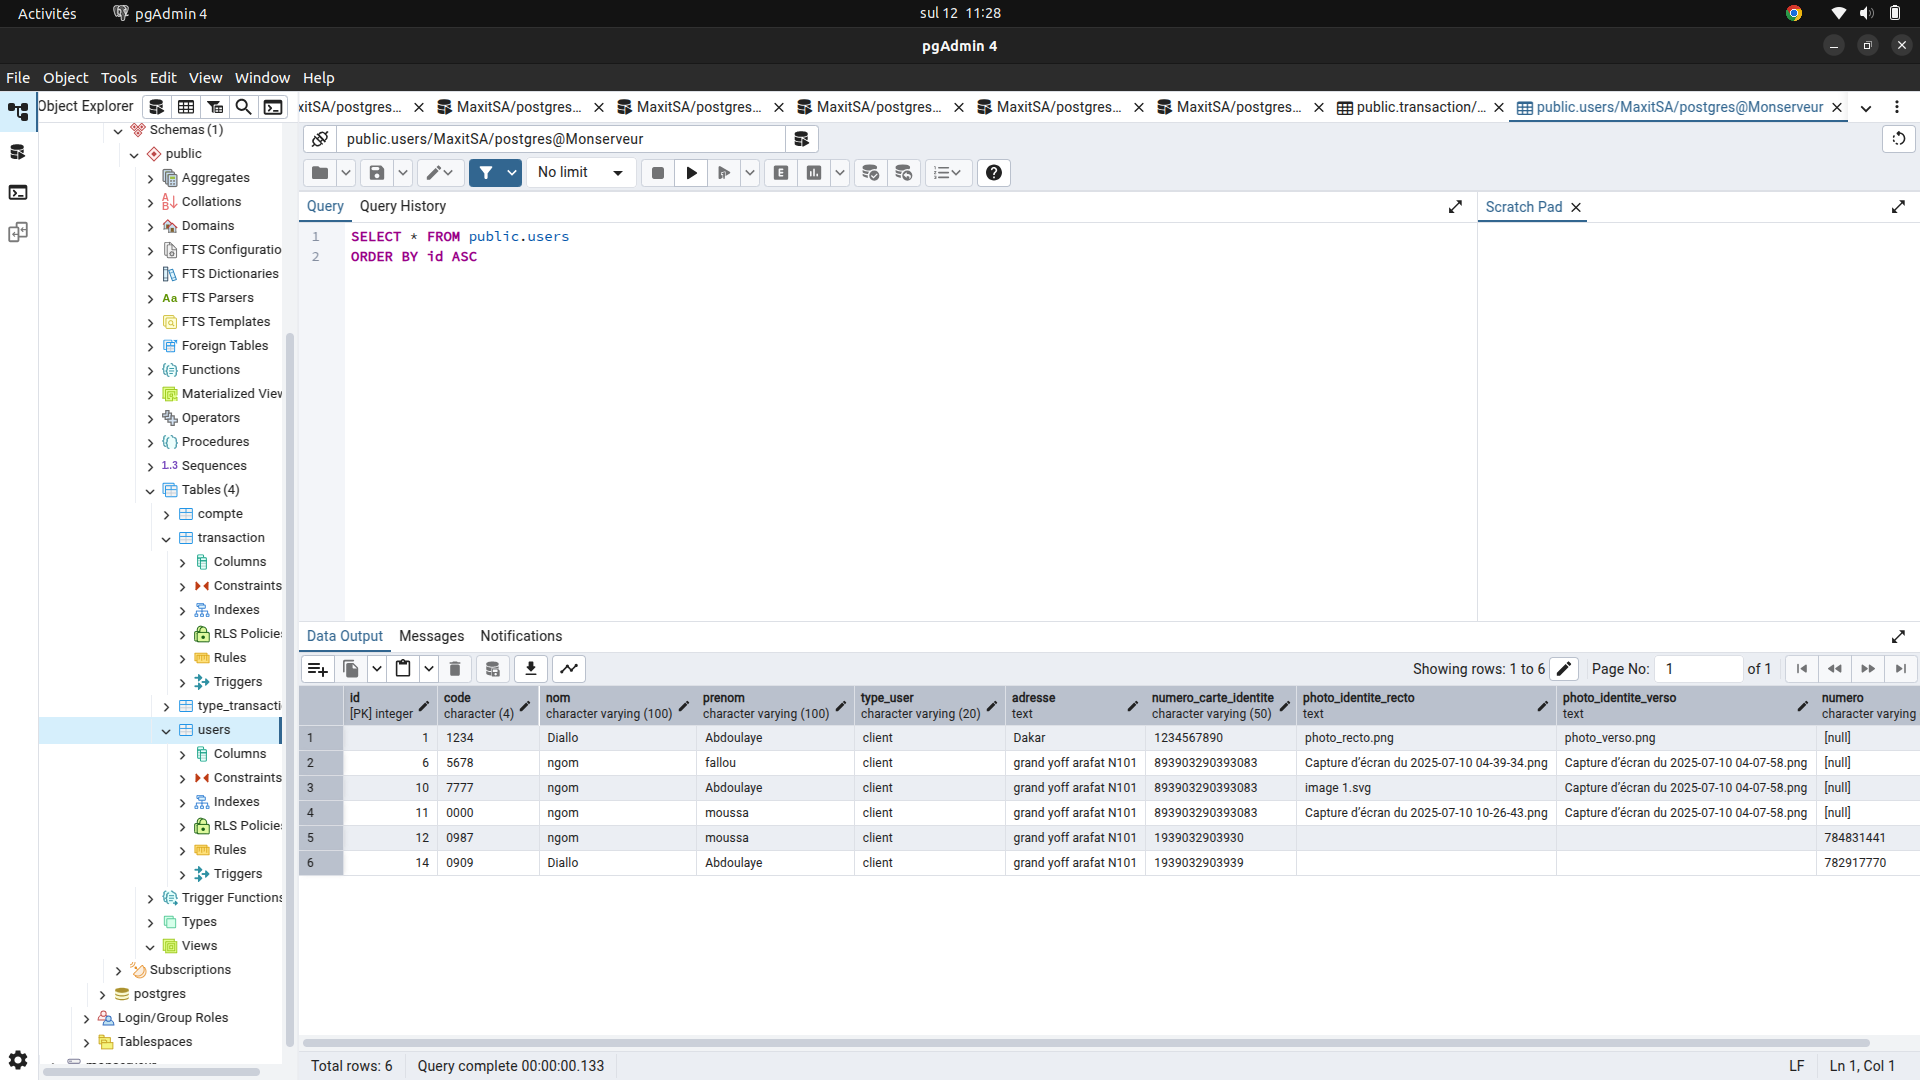 Activités
pgAdmin 4
sul 12 11:28
pgAdmin 4
File Object Tools Edit View Window Help
Object Explorer
xitSA/postgres...
MaxitSA/postgres...
MaxitSA/postgres...
MaxitSA/postgres...
MaxitSA/postgres...
MaxitSA/postgres...
public.transaction/...
public.users/MaxitSA/postgres@Monserveur
public.users/MaxitSA/postgres@Monserveur
No limit
Query Query History
Scratch Pad
1 SELECT * FROM public.users
2 ORDER BY id ASC
Schemas (1)
public
Aggregates
Collations
Domains
FTS Configuratio
FTS Dictionaries
Aa FTS Parsers
FTS Templates
Foreign Tables
Functions
Materialized View
Operators
Procedures
1..3 Sequences
Tables (4)
compte
transaction
Columns
Constraints
Indexes
RLS Policies
Rules
Triggers
type_transacti
users
Columns
Constraints
Indexes
RLS Policies
Rules
Triggers
Trigger Functions
Types
Views
Subscriptions
postgres
Login/Group Roles
Tablespaces
Data Output Messages Notifications
Showing rows: 1 to 6 Page No: 1 of 1
id code nom prenom type_user adresse numero_carte_identite photo_identite_recto photo_identite_verso numero
[PK] integer character (4) character varying (100) character varying (100) character varying (20) text character varying (50) text text character varying
1 1 1234 Diallo Abdoulaye client Dakar 1234567890 photo_recto.png photo_verso.png [null]
2 6 5678 ngom fallou client grand yoff arafat N101 893903290393083 Capture d’écran du 2025-07-10 04-39-34.png Capture d’écran du 2025-07-10 04-07-58.png [null]
3 10 7777 ngom Abdoulaye client grand yoff arafat N101 893903290393083 image 1.svg Capture d’écran du 2025-07-10 04-07-58.png [null]
4 11 0000 ngom moussa client grand yoff arafat N101 893903290393083 Capture d’écran du 2025-07-10 10-26-43.png Capture d’écran du 2025-07-10 04-07-58.png [null]
5 12 0987 ngom moussa client grand yoff arafat N101 1939032903930 784831441
6 14 0909 Diallo Abdoulaye client grand yoff arafat N101 1939032903939 782917770
Total rows: 6 Query complete 00:00:00.133
LF Ln 1, Col 1